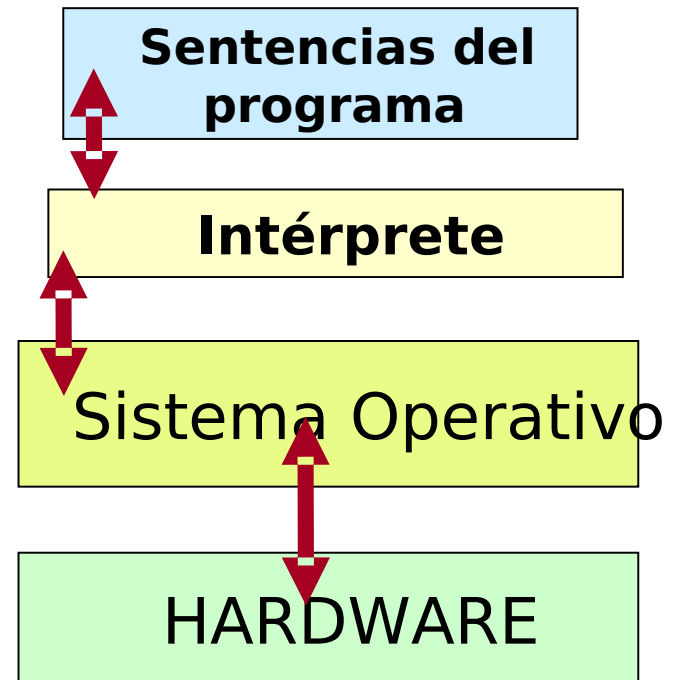 Sentencias del
programa
Intérprete
Sistema Operativo
HARDWARE